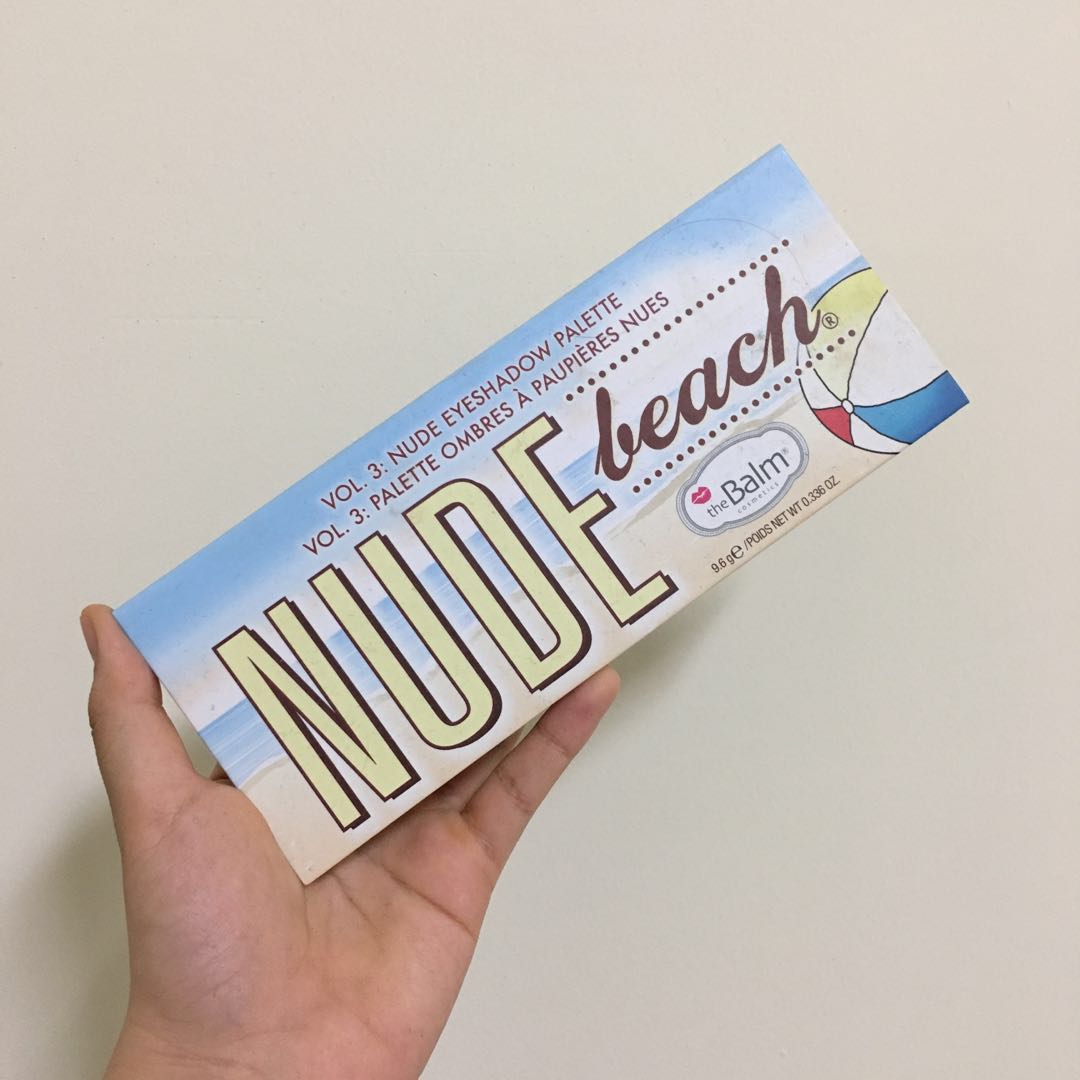 VOL. 3: NUDE EYESHADOW PALETTE
VOL. 3: PALETTE OMBRES À PAUPIÈRES NUES
NUDE
beach®
theBalm®
cosmetics
9.6 g℮/POIDS NET WT 0.336 OZ.